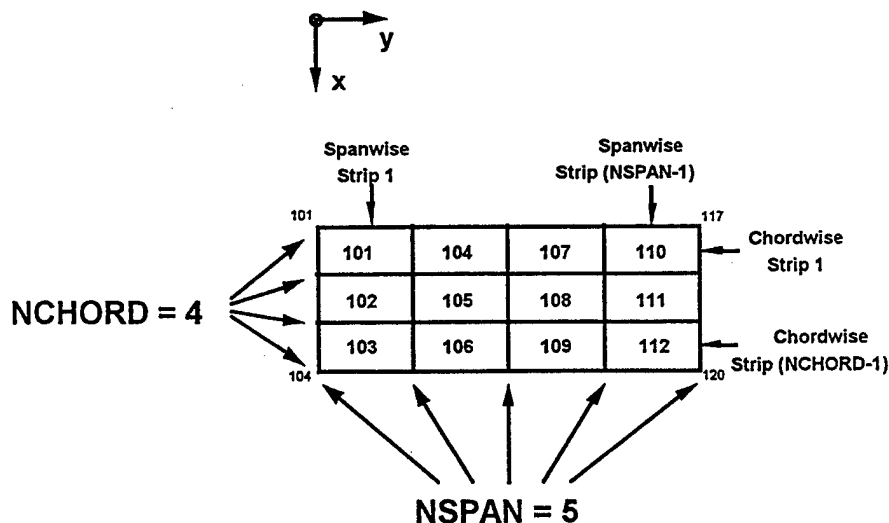 y
x
Spanwise
Strip 1
Spanwise
Strip (NSPAN-1)
101
117
101 104 107 110
Chordwise
Strip 1
NCHORD = 4
102 105 108 111
103 106 109 112
Chordwise
Strip (NCHORD-1)
104
120
NSPAN = 5